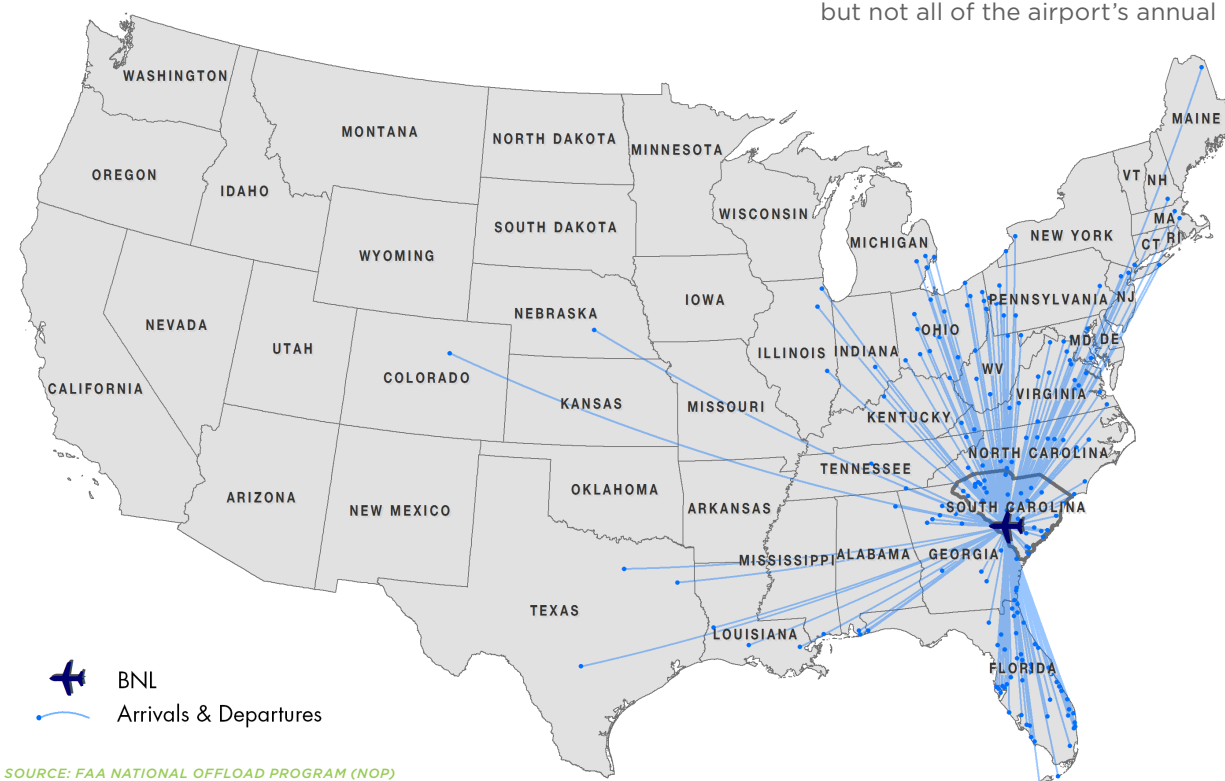 but not all of the airport's annual
WASHINGTON
MONTANA
NORTH DAKOTA
MINNESOTA
MAINE
OREGON
IDAHO
VT
NH
SOUTH DAKOTA
WISCONSIN
MICHIGAN
NEW YORK
MA
CT
RI
WYOMING
IOWA
NEBRASKA
PENNSYLVANIA
NJ
NEVADA
UTAH
COLORADO
ILLINOIS
INDIANA
OHIO
MD
DE
WV
CALIFORNIA
KANSAS
MISSOURI
KENTUCKY
VIRGINIA
ARIZONA
NEW MEXICO
OKLAHOMA
ARKANSAS
TENNESSEE
NORTH CAROLINA
SOUTH CAROLINA
MISSISSIPPI
ALABAMA
GEORGIA
TEXAS
LOUISIANA
FLORIDA
BNL
Arrivals & Departures
SOURCE: FAA NATIONAL OFFLOAD PROGRAM (NOP)